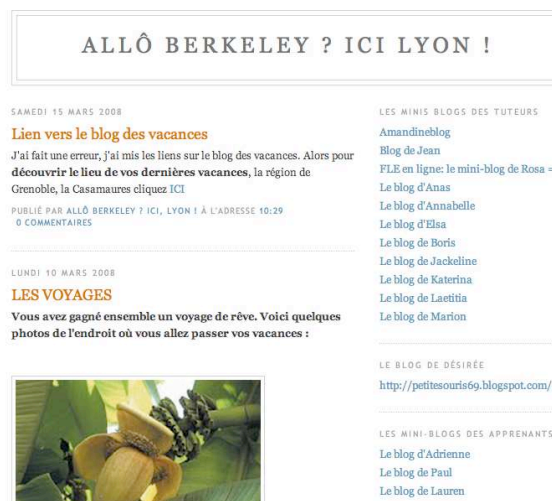 ALLÔ BERKELEY ? ICI LYON !
SAMEDI 15 MARS 2008
Lien vers le blog des vacances
J'ai fait une erreur, j'ai mis les liens sur le blog des vacances. Alors pour
découvrir le lieu de vos dernières vacances, la région de
Grenoble, la Casamaures cliquez ICI
PUBLIÉ PAR ALLÔ BERKELEY ? ICI, LYON ! À L'ADRESSE 10:29
0 COMMENTAIRES
LUNDI 10 MARS 2008
LES VOYAGES
Vous avez gagné ensemble un voyage de rêve. Voici quelques
photos de l'endroit où vous allez passer vos vacances :
LES MINIS BLOGS DES TUTEURS
Amandineblog
Blog de Jean
FLE en ligne: le mini-blog de Rosa =
Le blog d'Anas
Le blog d'Annabelle
Le blog d'Elsa
Le blog de Boris
Le blog de Jackeline
Le blog de Katerina
Le blog de Laetitia
Le blog de Marion
LE BLOG DE DÉSIRÉE
http://petitesouris69.blogspot.com/
LES MINI-BLOGS DES APPRENANTS
Le blog d'Adrienne
Le blog de Paul
Le blog de Lauren